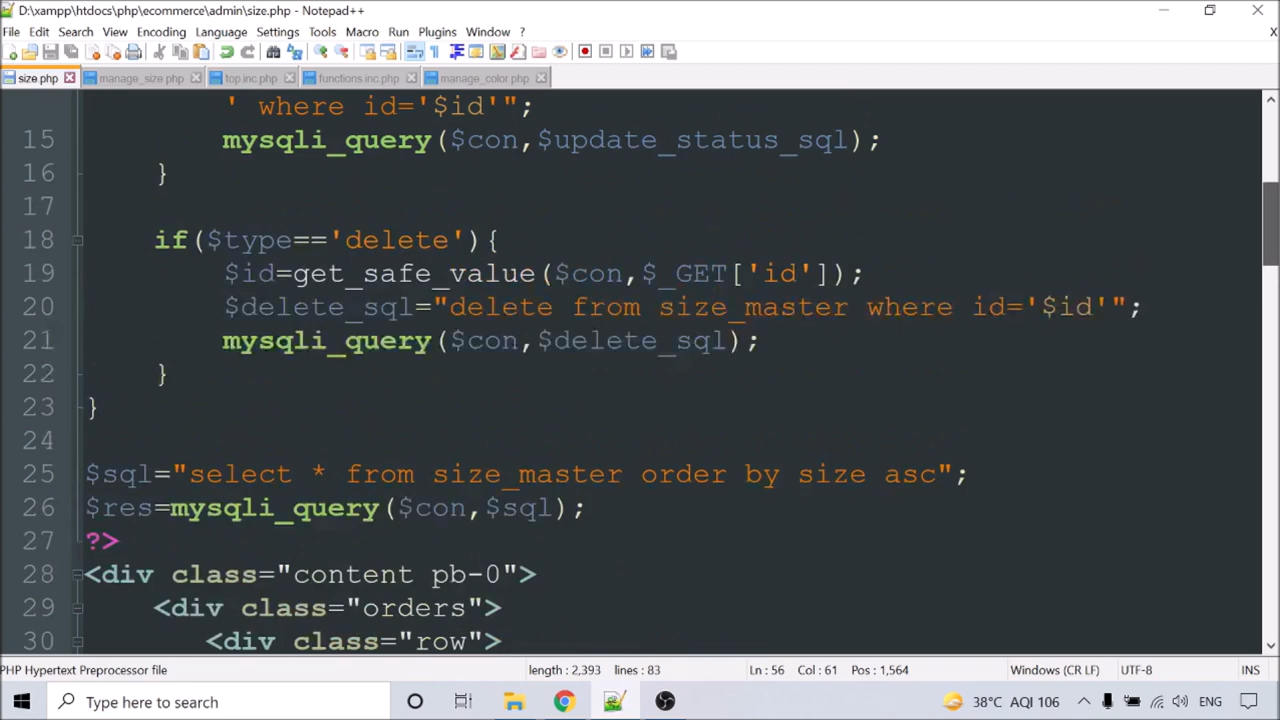 D:\xampp\htdocs\php\ecommerce\admin\size.php - Notepad++
File Edit Search View Encoding Language Settings Tools Macro Run Plugins Window ? X
size.php manage_size.php top.inc.php functions.inc.php manage_color.php
' where id='$id'";
15 mysqli_query($con,$update_status_sql);
16 }
17
18 if($type=='delete'){
19 $id=get_safe_value($con,$_GET['id']);
20 $delete_sql="delete from size_master where id='$id'";
21 mysqli_query($con,$delete_sql);
22 }
23 }
24
25 $sql="select * from size_master order by size asc";
26 $res=mysqli_query($con,$sql);
27 ?>
28 <div class="content pb-0">
29 <div class="orders">
30 <div class="row">
PHP Hypertext Preprocessor file length : 2,393 lines : 83 Ln : 56 Col : 61 Pos : 1,564 Windows (CR LF) UTF-8 INS
Type here to search 38°C AQI 106 ENG